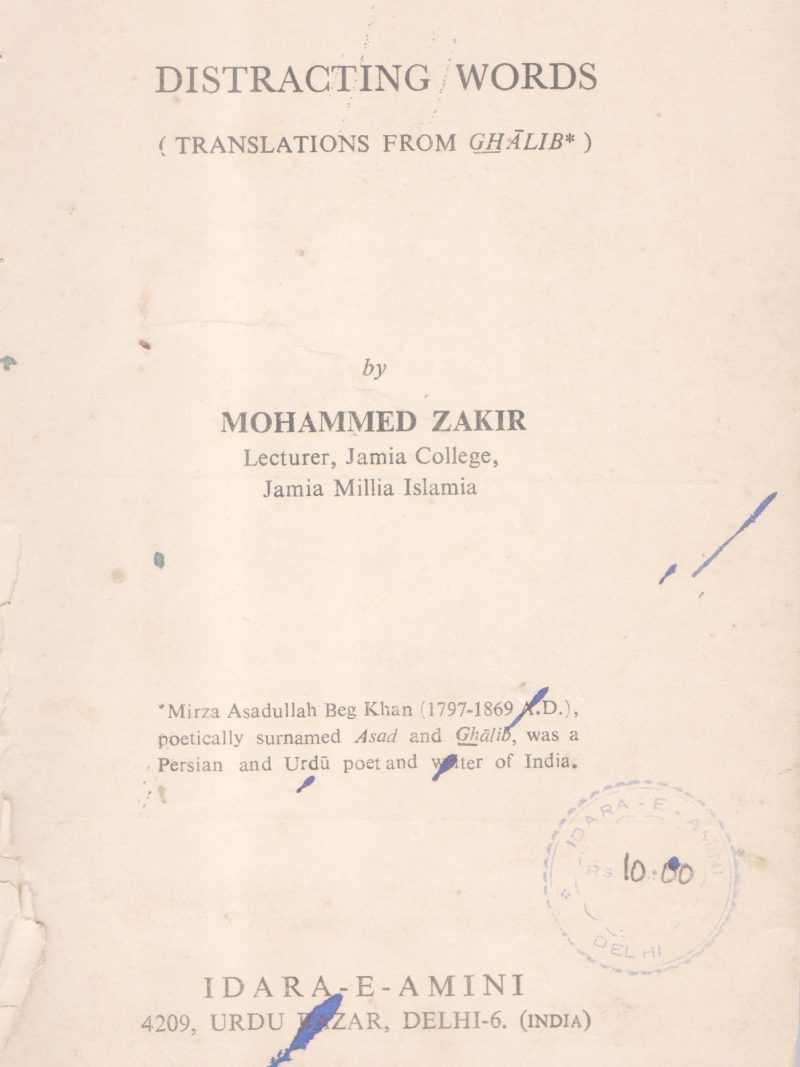 DISTRACTING WORDS
( TRANSLATIONS FROM GHĀLIB* )
by
MOHAMMED ZAKIR
Lecturer, Jamia College,
Jamia Millia Islamia
*Mirza Asadullah Beg Khan (1797-1869 A.D.),
poetically surnamed Asad and Ghālib, was a
Persian and Urdū poet and writer of India.
IDARA-E-AMINI
Rs 10.00
DELHI
IDARA-E-AMINI
4209, URDU BAZAR, DELHI-6. (INDIA)